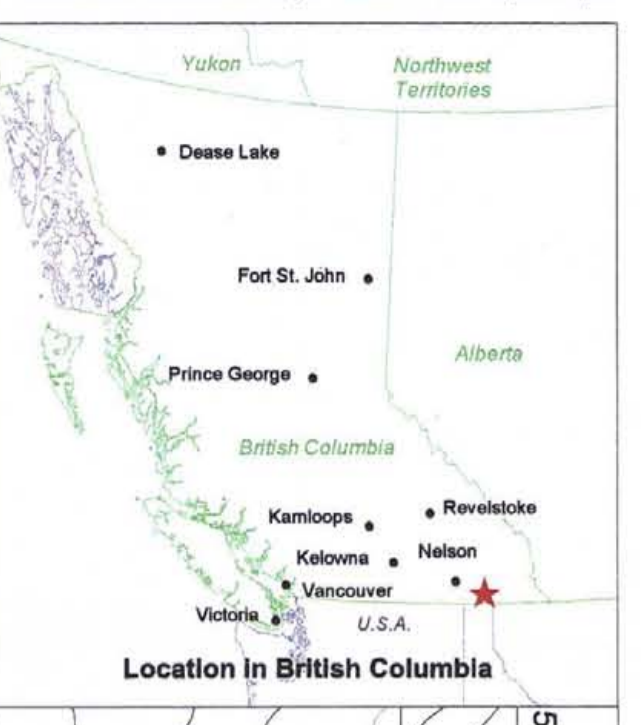 Yukon
Northwest
Territories
Dease Lake
Fort St. John
Alberta
Prince George
British Columbia
Revelstoke
Kamloops
Nelson
Kelowna
Vancouver
Victoria
U.S.A.
Location in British Columbia
5